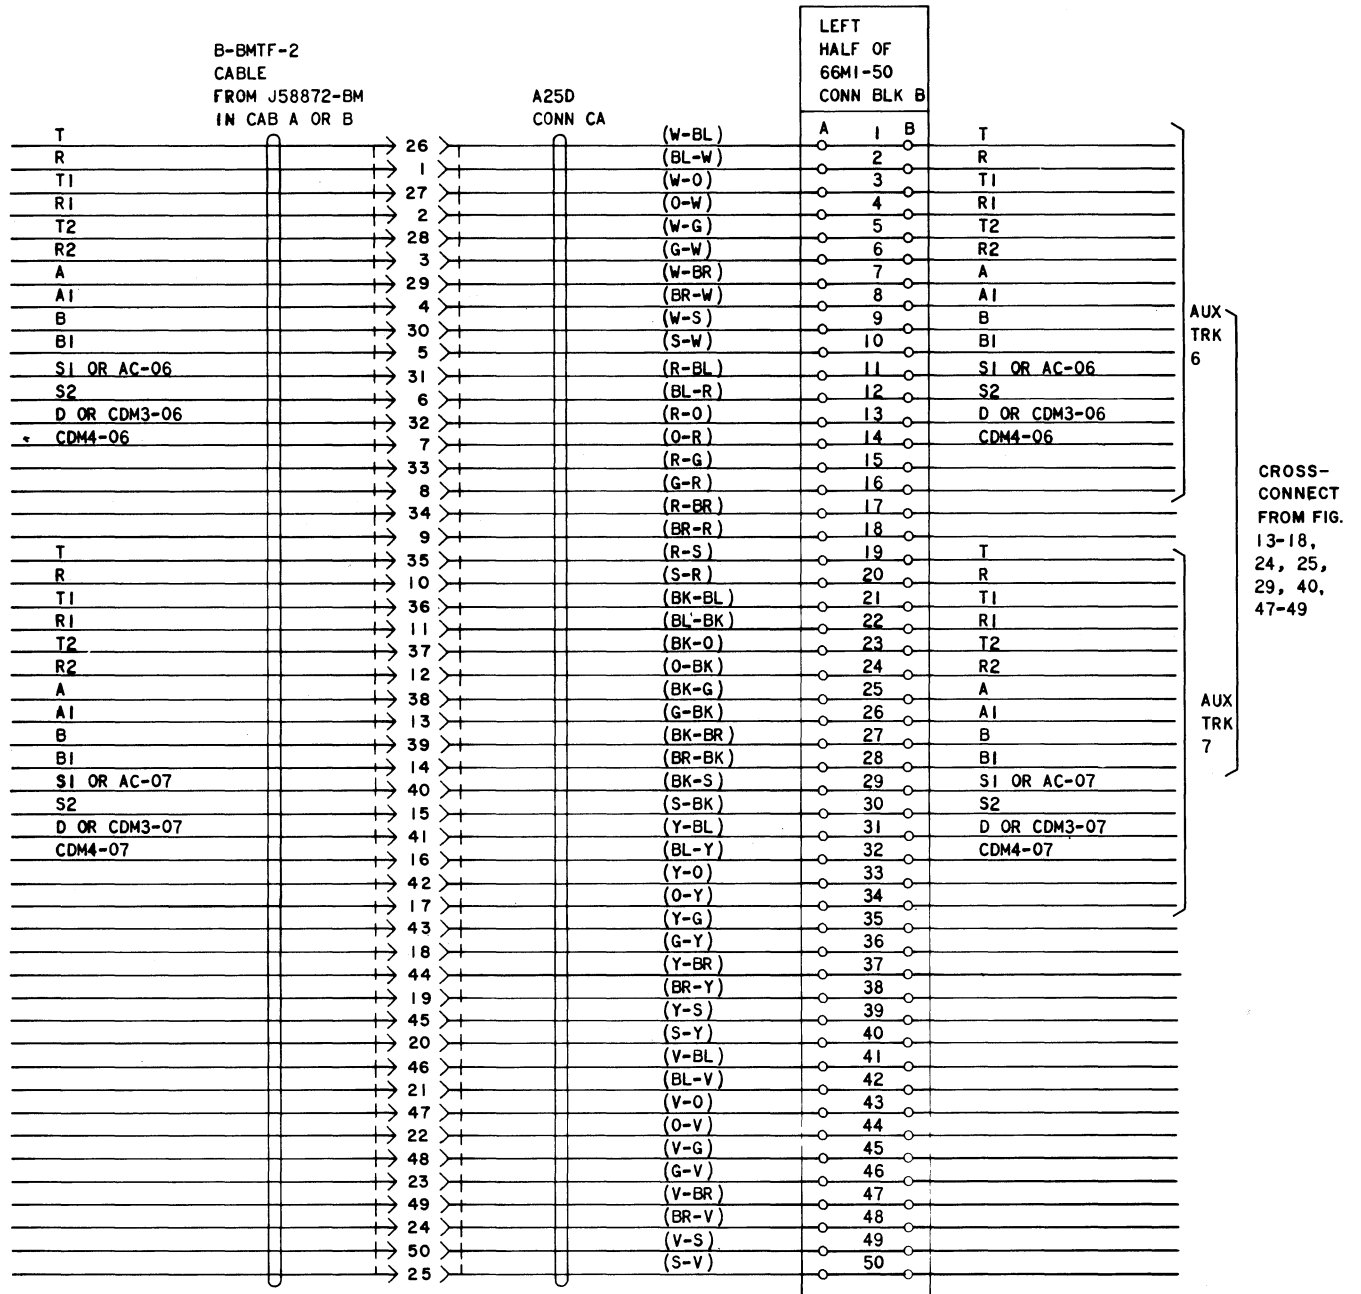 LEFT
HALF OF
66M1-50
CONN BLK B
B-BMTF-2
CABLE
FROM J58872-BM
IN CAB A OR B
A25D
CONN CA
A B
T 26 (W-BL) 1 T
R 1 (BL-W) 2 R
T1 27 (W-O) 3 T1
R1 2 (O-W) 4 R1
T2 28 (W-G) 5 T2
R2 3 (G-W) 6 R2
A 29 (W-BR) 7 A
A1 4 (BR-W) 8 A1
B 30 (W-S) 9 B
B1 5 (S-W) 10 B1
S1 OR AC-06 31 (R-BL) 11 S1 OR AC-06
S2 6 (BL-R) 12 S2
D OR CDM3-06 32 (R-O) 13 D OR CDM3-06
CDM4-06 7 (O-R) 14 CDM4-06
33 (R-G) 15
8 (G-R) 16
34 (R-BR) 17
9 (BR-R) 18
T 35 (R-S) 19 T
R 10 (S-R) 20 R
T1 36 (BK-BL) 21 T1
R1 11 (BL-BK) 22 R1
T2 37 (BK-O) 23 T2
R2 12 (O-BK) 24 R2
A 38 (BK-G) 25 A
A1 13 (G-BK) 26 A1
B 39 (BK-BR) 27 B
B1 14 (BR-BK) 28 B1
S1 OR AC-07 40 (BK-S) 29 S1 OR AC-07
S2 15 (S-BK) 30 S2
D OR CDM3-07 41 (Y-BL) 31 D OR CDM3-07
CDM4-07 16 (BL-Y) 32 CDM4-07
42 (Y-O) 33
17 (O-Y) 34
43 (Y-G) 35
18 (G-Y) 36
44 (Y-BR) 37
19 (BR-Y) 38
45 (Y-S) 39
20 (S-Y) 40
46 (V-BL) 41
21 (BL-V) 42
47 (V-O) 43
22 (O-V) 44
48 (V-G) 45
23 (G-V) 46
49 (V-BR) 47
24 (BR-V) 48
50 (V-S) 49
25 (S-V) 50
AUX
TRK
6
AUX
TRK
7
CROSS-
CONNECT
FROM FIG.
13-18,
24, 25,
29, 40,
47-49